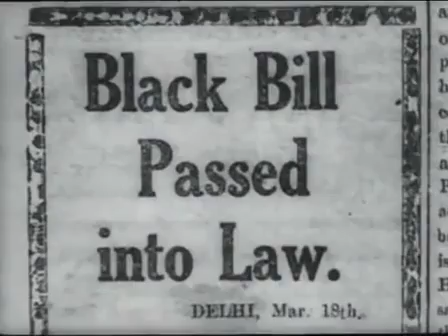 Black Bill
Passed
into Law.
DELHI, Mar. 18th.